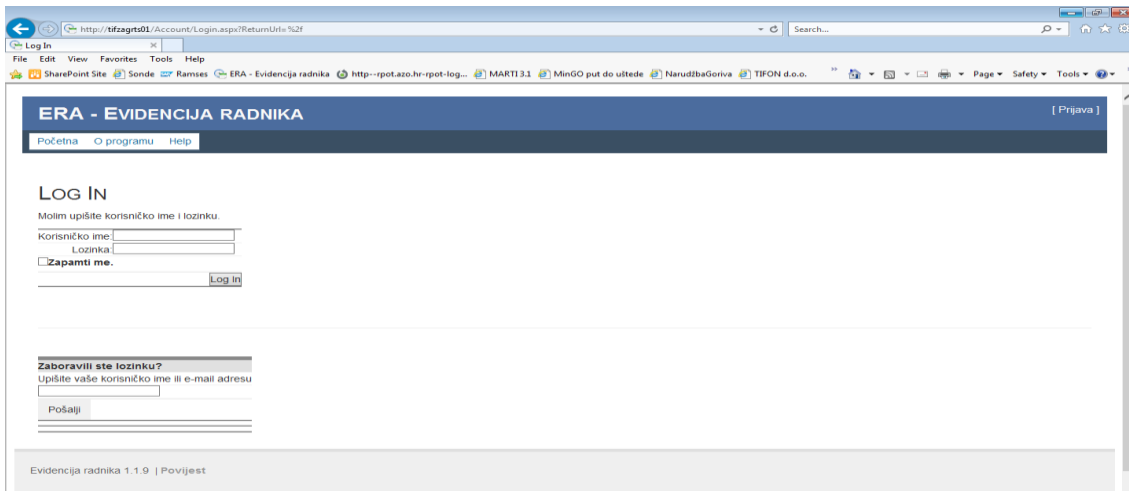 http://tifzagrts01/Account/Login.aspx?ReturnUrl=%2f
Search...
Log In
File Edit View Favorites Tools Help
SharePoint Site Sonde Ramses ERA - Evidencija radnika http--rpot.azo.hr-rpot-log... MARTI 3.1 MinGO put do uštede NarudžbaGoriva TIFON d.o.o. Page Safety Tools
ERA - EVIDENCIJA RADNIKA
[ Prijava ]
Početna O programu Help
LOG IN
Molim upišite korisničko ime i lozinku.
Korisničko ime:
Lozinka:
Zapamti me.
Log In
Zaboravili ste lozinku?
Upišite vaše korisničko ime ili e-mail adresu
Pošalji
Evidencija radnika 1.1.9 | Povijest